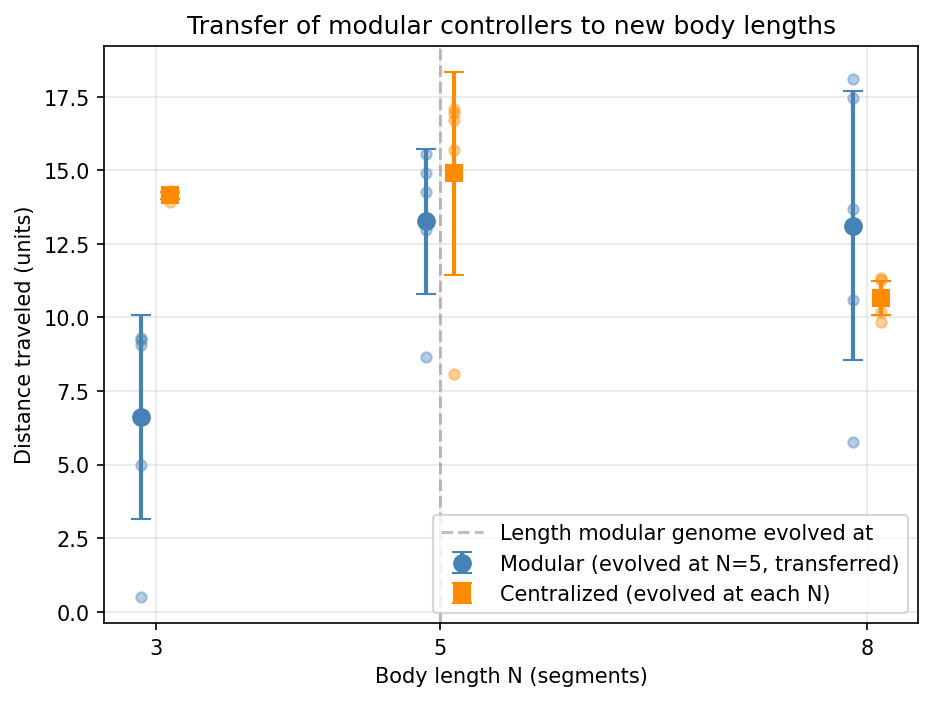 Transfer of modular controllers to new body lengths
Distance traveled (units)
17.5
15.0
12.5
10.0
7.5
5.0
2.5
0.0
Length modular genome evolved at
Modular (evolved at N=5, transferred)
Centralized (evolved at each N)
3
5
8
Body length N (segments)